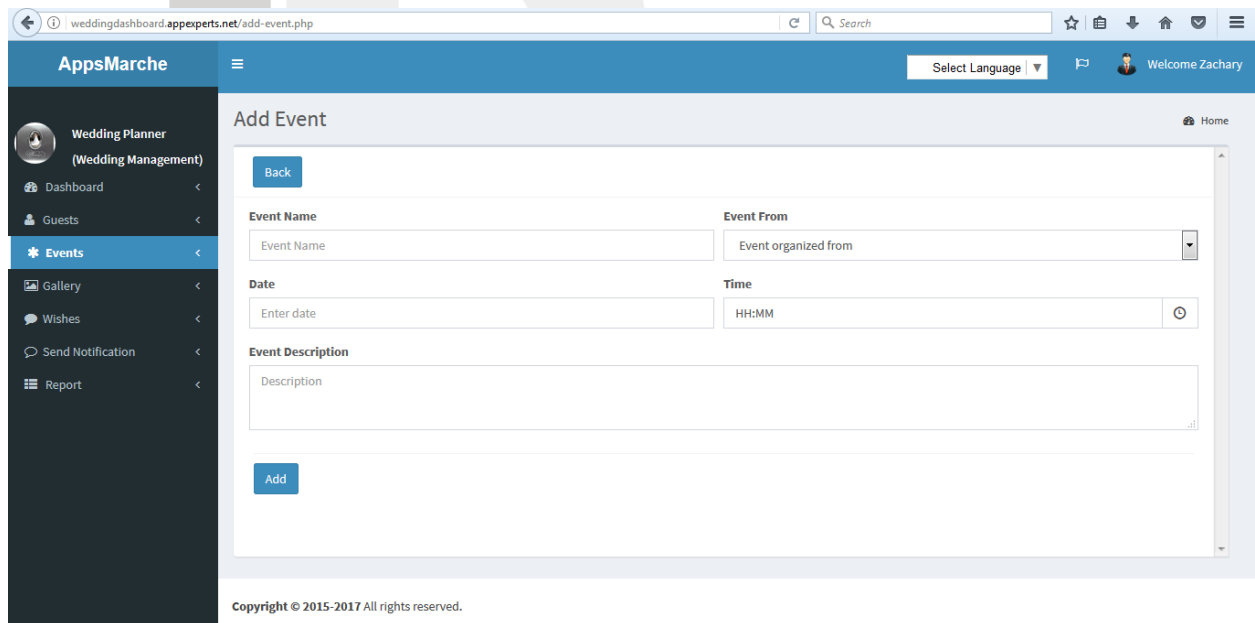 weddingdashboard.appexperts.net/add-event.php
Search
AppsMarche
Select Language ▼
Welcome Zachary
Wedding Planner
(Wedding Management)
Dashboard
Guests
Events
Gallery
Wishes
Send Notification
Report
Add Event
Home
Back
Event Name
Event From
Event Name
Event organized from
Date
Time
Enter date
HH:MM
Event Description
Description
Add
Copyright © 2015-2017 All rights reserved.